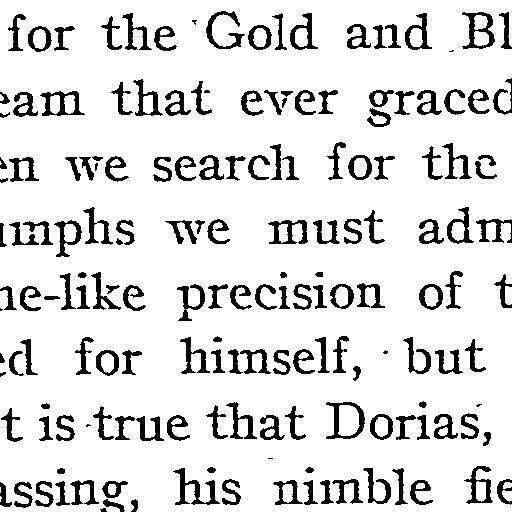 for the Gold and Bl
eam that ever graced
en we search for the
umphs we must adm
ne-like precision of t
ed for himself, but
t is true that Dorias,
assing, his nimble fie